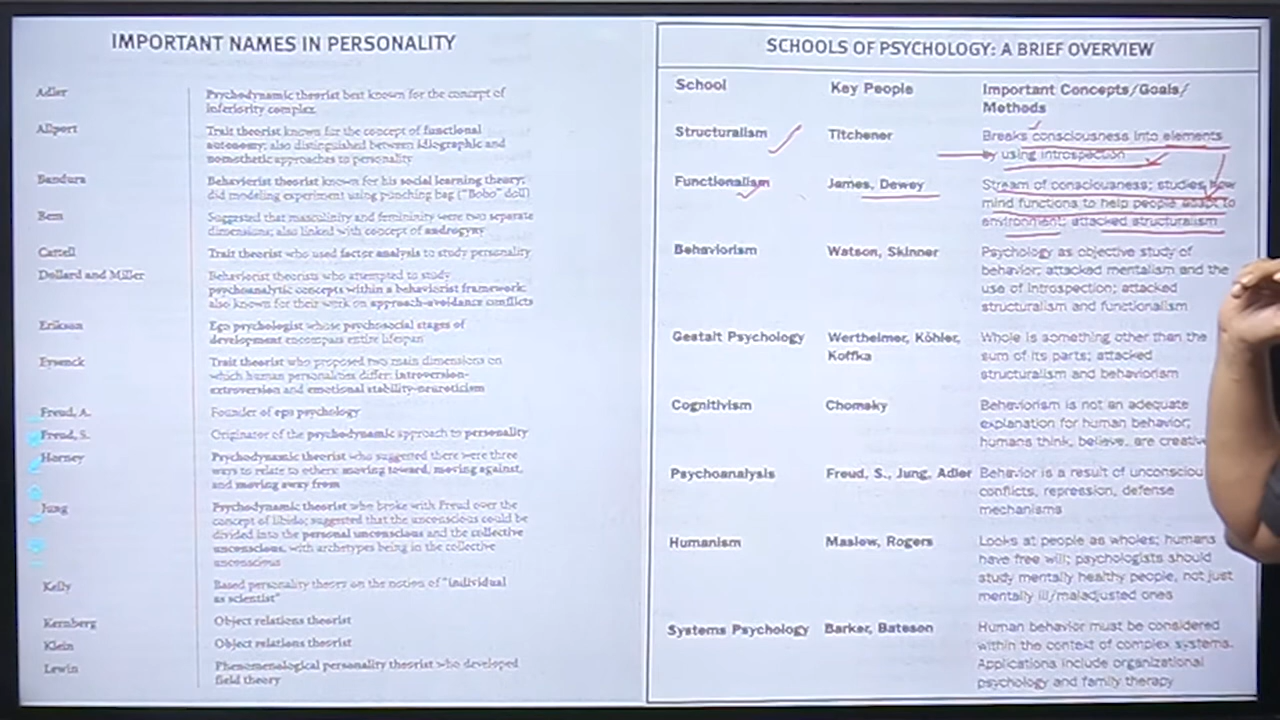 IMPORTANT NAMES IN PERSONALITY
Adler
Psychodynamic theorist best known for the concept of
inferiority complex
Allport
Trait theorist known for the concept of functional
autonomy; also distinguished between idiographic and
nomothetic approaches to personality
Bandura
Behaviorist theorist known for his social learning theory;
did modeling experiment using punching bag ("Bobo" doll)
Bem
Suggested that masculinity and femininity were two separate
dimensions; also linked with concept of androgyny
Cattell
Trait theorist who used factor analysis to study personality
Dollard and Miller
Behaviorist theorists who attempted to study
psychoanalytic concepts within a behaviorist framework;
also known for their work on approach-avoidance conflicts
Erikson
Ego psychologist whose psychosocial stages of
development encompass entire lifespan
Eysenck
Trait theorist who proposed two main dimensions on
which human personalities differ: introversion-
extroversion and emotional stability-neuroticism
Freud, A.
Founder of ego psychology
Freud, S.
Originator of the psychodynamic approach to personality
Horney
Psychodynamic theorist who suggested there were three
ways to relate to others: moving toward, moving against,
and moving away from
Jung
Psychodynamic theorist who broke with Freud over the
concept of libido; suggested that the unconscious could be
divided into the personal unconscious and the collective
unconscious, with archetypes being in the collective
unconscious
Kelly
Based personality theory on the notion of "individual
as scientist"
Kernberg
Object relations theorist
Klein
Object relations theorist
Lewin
Phenomenological personality theorist who developed
field theory
SCHOOLS OF PSYCHOLOGY: A BRIEF OVERVIEW
School
Key People
Important Concepts/Goals/
Methods
Structuralism
Titchener
Breaks consciousness into elements
by using introspection
Functionalism
James, Dewey
Stream of consciousness; studies how
mind functions to help people adapt to
environment; attacked structuralism
Behaviorism
Watson, Skinner
Psychology as objective study of
behavior; attacked mentalism and the
use of introspection; attacked
structuralism and functionalism
Gestalt Psychology
Wertheimer, Köhler,
Koffka
Whole is something other than the
sum of its parts; attacked
structuralism and behaviorism
Cognitivism
Chomsky
Behaviorism is not an adequate
explanation for human behavior;
humans think, believe, are creative
Psychoanalysis
Freud, S., Jung, Adler
Behavior is a result of unconsciou
conflicts, repression, defense
mechanisms
Humanism
Maslow, Rogers
Looks at people as wholes; humans
have free will; psychologists should
study mentally healthy people, not just
mentally ill/maladjusted ones
Systems Psychology
Barker, Bateson
Human behavior must be considered
within the context of complex systems.
Applications include organizational
psychology and family therapy